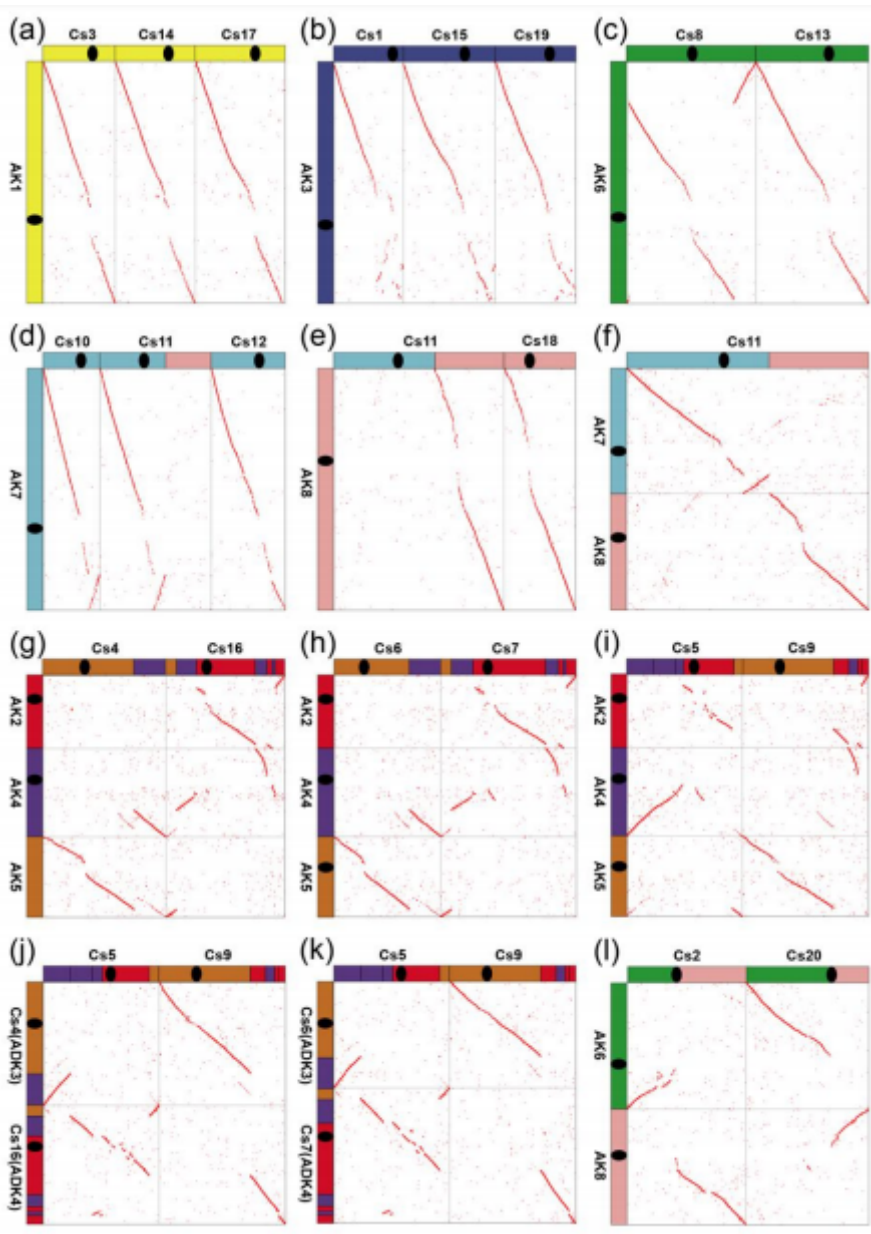 (a) Cs3 Cs14 Cs17
AK1
(b) Cs1 Cs15 Cs19
AK3
(c) Cs8 Cs13
AK6
(d) Cs10 Cs11 Cs12
AK7
(e) Cs11 Cs18
AK8
(f) Cs11
AK7
AK8
(g) Cs4 Cs16
AK2
AK4
AK5
(h) Cs6 Cs7
AK2
AK4
AK5
(i) Cs5 Cs9
AK2
AK4
AK5
(j) Cs5 Cs9
Cs4(ADK3)
Cs16(ADK4)
(k) Cs5 Cs9
Cs6(ADK3)
Cs7(ADK4)
(l) Cs2 Cs20
AK6
AK8